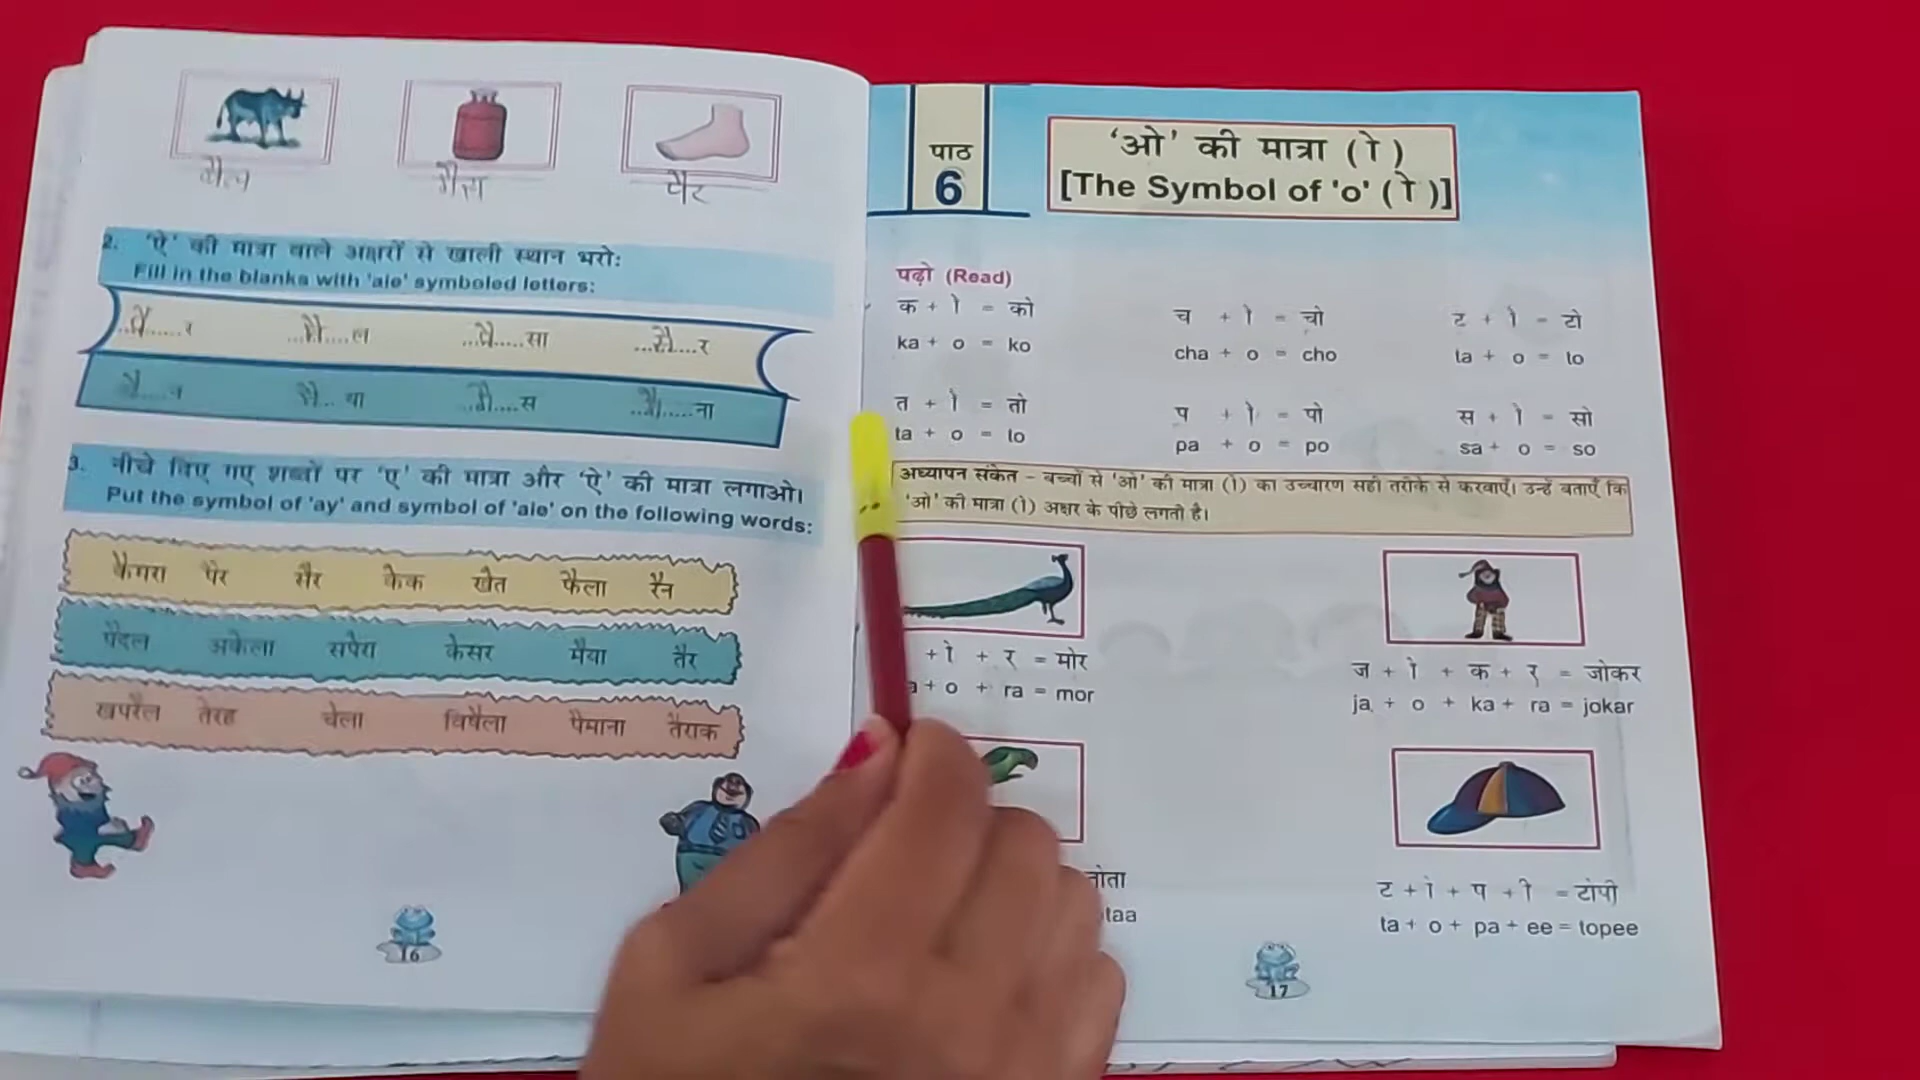 बैल गैस पैर
2. 'ऐ' की मात्रा वाले अक्षरों से खाली स्थान भरो:
Fill in the blanks with 'aie' symboled letters:
...र ...ल ...सा ...सै...र
...न ...या ...गै...स ...मै...ना
3. नीचे दिए गए शब्दों पर 'ए' की मात्रा और 'ऐ' की मात्रा लगाओ।
Put the symbol of 'ay' and symbol of 'aie' on the following words:
पैर सैर केक खेत फैला रैन
पैदल अकेला सपेरा केसर मैया तैर
खपरैल तेरह चेला विषैला पैमाना तैराक
16
पाठ
6
'ओ' की मात्रा (ो)
[The Symbol of 'o' (ो)]
पढ़ो (Read)
क + ो = को च + ो = चो ट + ो = टो
ka + o = ko cha + o = cho ta + o = to
त + ो = तो प + ो = पो स + ो = सो
ta + o = to pa + o = po sa + o = so
अध्यापन संकेत – बच्चों से 'ओ' की मात्रा (ो) का उच्चारण सही तरीके से करवाएँ। उन्हें बताएँ कि
'ओ' की मात्रा (ो) अक्षर के पीछे लगती है।
+ ो + र = मोर ज + ो + क + र = जोकर
+ o + ra = mor ja + o + ka + ra = jokar
तोता ट + ो + प + ी = टोपी
taa ta + o + pa + ee = topee
17